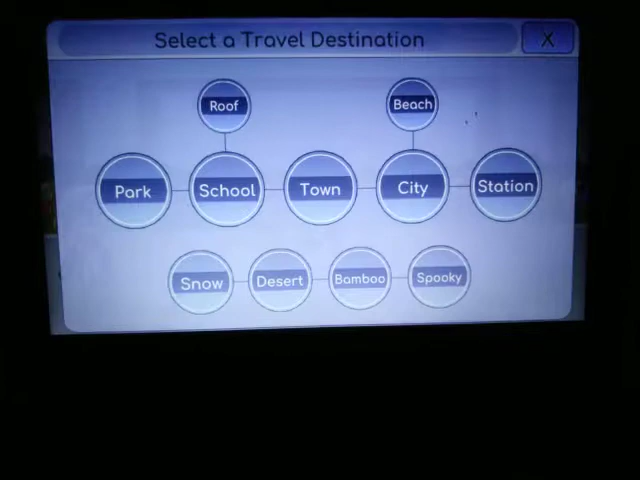 Select a Travel Destination
X
Roof
Beach
Park
School
Town
City
Station
Snow
Desert
Bamboo
Spooky